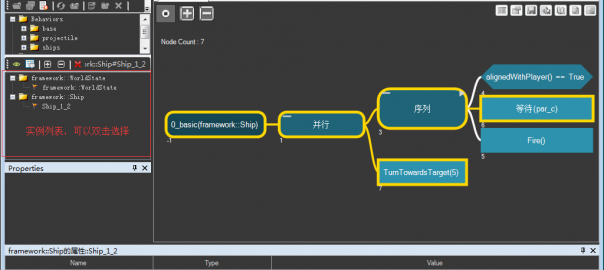 Behaviors
base
projectile
ships
ork::Ship#Ship_1_2
framework::WorldState
framework::WorldState
framework::Ship
Ship_1_2
实例列表，可以双击选择
Properties
Node Count : 7
0_basic(framework::Ship)
-1
并行
1
序列
3
alignedWithPlayer() == True
4
等待(par_c)
6
Fire()
5
TurnTowardsTarget(5)
7
framework::Ship的属性::Ship_1_2
Name
Type
Value